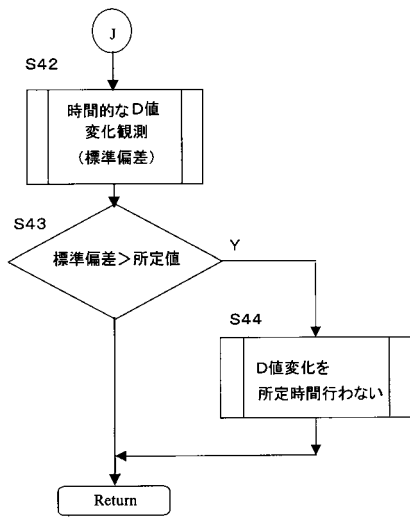 J
S42
時間的なD値
変化観測
(標準偏差)
S43
標準偏差>所定値
Y
S44
D値変化を
所定時間行わない
Return